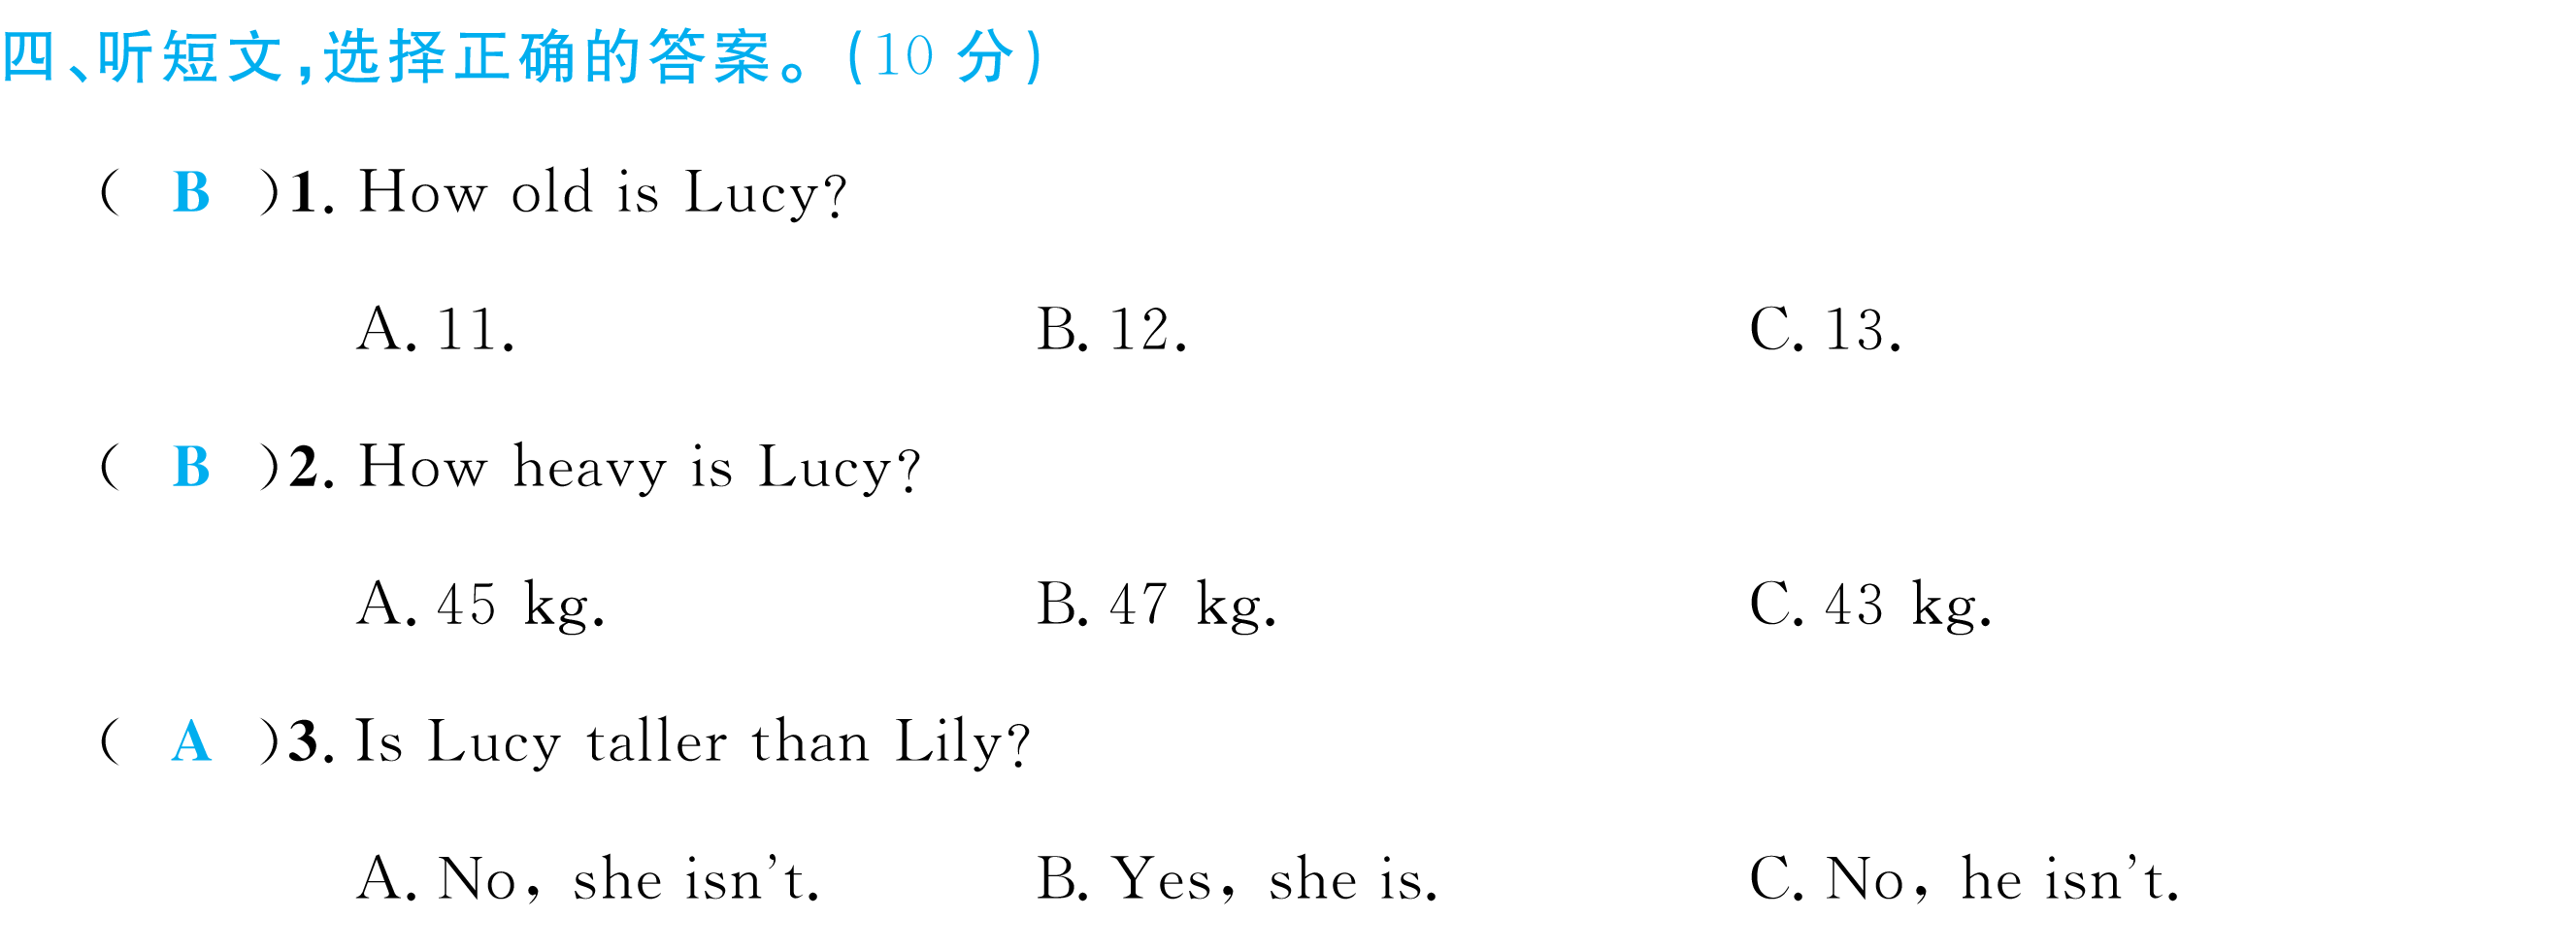 四、听短文,选择正确的答案。(10 分)
( B )1. How old is Lucy?
A. 11. B. 12. C. 13.
( B )2. How heavy is Lucy?
A. 45 kg. B. 47 kg. C. 43 kg.
( A )3. Is Lucy taller than Lily?
A. No, she isn't. B. Yes, she is. C. No, he isn't.